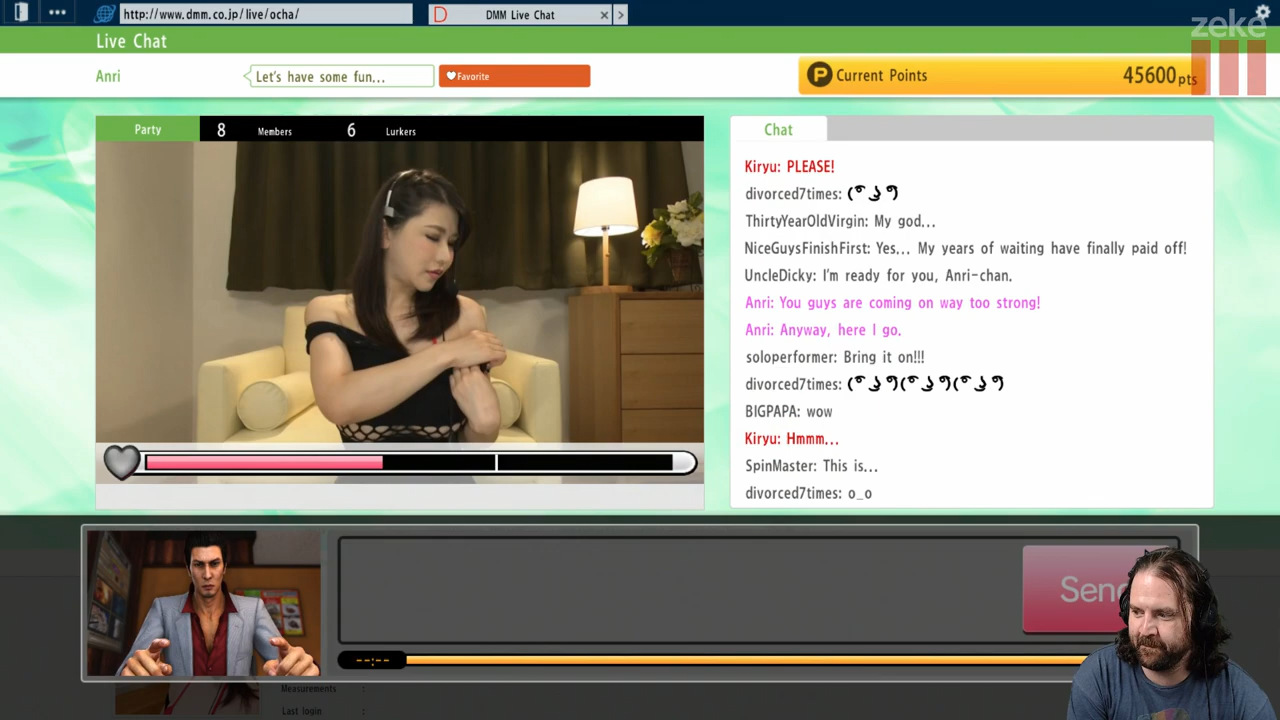 http://www.dmm.co.jp/live/ocha/
DMM Live Chat
zeke
Live Chat
Anri
Let's have some fun...
Favorite
P Current Points
45600 pts
Party
8 Members
6 Lurkers
Chat
Kiryu: PLEASE!
divorced7times: ( ͡° ͜ʖ ͡°)
ThirtyYearOldVirgin: My god...
NiceGuysFinishFirst: Yes... My years of waiting have finally paid off!
UncleDicky: I'm ready for you, Anri-chan.
Anri: You guys are coming on way too strong!
Anri: Anyway, here I go.
soloperformer: Bring it on!!!
divorced7times: ( ͡° ͜ʖ ͡°)( ͡° ͜ʖ ͡°)( ͡° ͜ʖ ͡°)
BIGPAPA: wow
Kiryu: Hmmm...
SpinMaster: This is...
divorced7times: o_o
Send
--:--
Measurements :
Last login :